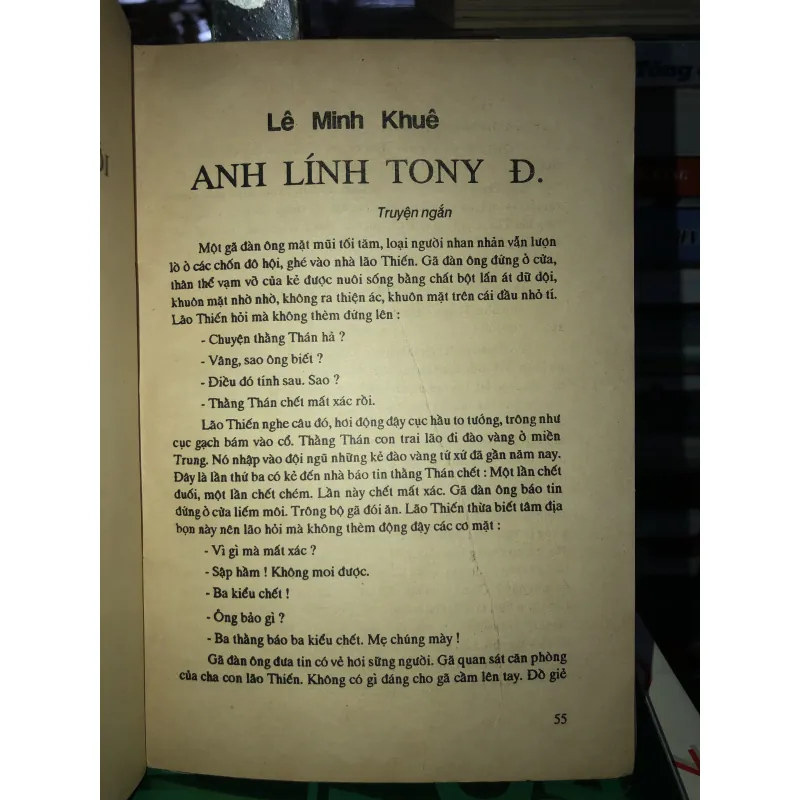 Lê Minh Khuê
ANH LÍNH TONY Đ.
Truyện ngắn
Một gã đàn ông mặt mũi tối tăm, loại người nhan nhản vẫn lượn
lờ ở các chốn đô hội, ghé vào nhà lão Thiến. Gã đàn ông đứng ở cửa,
thân thể vạm vỡ của kẻ được nuôi sống bằng chất bột lấn át dữ dội,
khuôn mặt nhờ nhờ, không ra thiện ác, khuôn mặt trên cái đầu nhỏ tí.
Lão Thiến hỏi mà không thèm đứng lên :
- Chuyện thằng Thán hả ?
- Vâng, sao ông biết ?
- Điều đó tính sau. Sao ?
- Thằng Thán chết mất xác rồi.
Lão Thiến nghe câu đó, hơi động đậy cục hầu to tướng, trông như
cục gạch bám vào cổ. Thằng Thán con trai lão đi đào vàng ở miền
Trung. Nó nhập vào đội ngũ những kẻ đào vàng tứ xứ đã gần năm nay.
Đây là lần thứ ba có kẻ đến nhà báo tin thằng Thán chết : Một lần chết
đuối, một lần chết chém. Lần này chết mất xác. Gã đàn ông báo tin
đứng ở cửa liếm môi. Trông bộ gã đói ăn. Lão Thiến thừa biết tâm địa
bọn này nên lão hỏi mà không thèm động đậy các cơ mặt :
- Vì gì mà mất xác ?
- Sập hầm ! Không moi được.
- Ba kiểu chết !
- Ông bảo gì ?
- Ba thằng báo ba kiểu chết. Mẹ chúng mày !
Gã đàn ông đưa tin có vẻ hơi sững người. Gã quan sát căn phòng
của cha con lão Thiến. Không có gì đáng cho gã cầm lên tay. Đồ giẻ
55